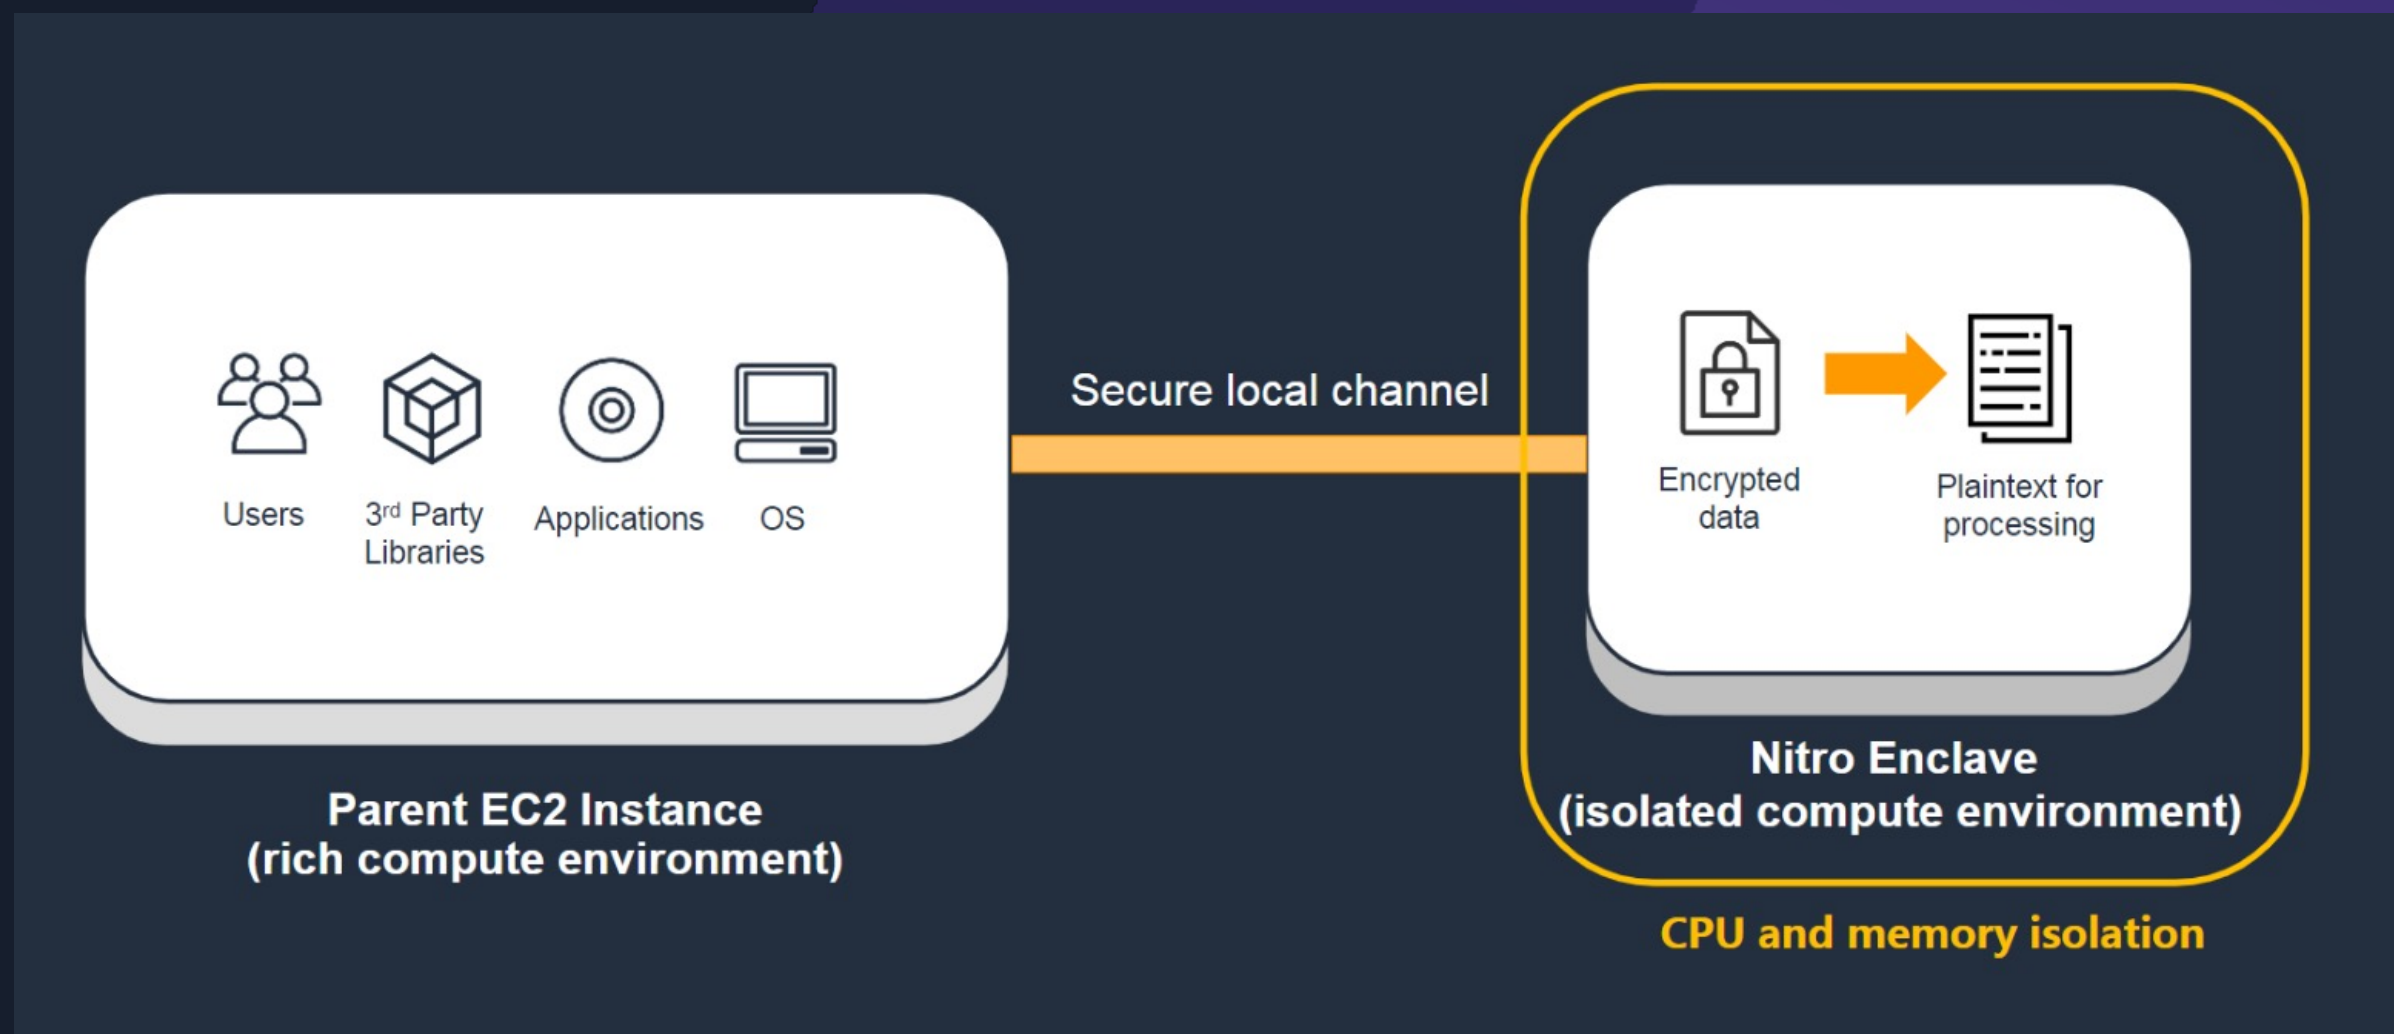 Users
3rd Party
Libraries
Applications
OS
Parent EC2 Instance
(rich compute environment)
Secure local channel
Encrypted
data
Plaintext for
processing
Nitro Enclave
(isolated compute environment)
CPU and memory isolation